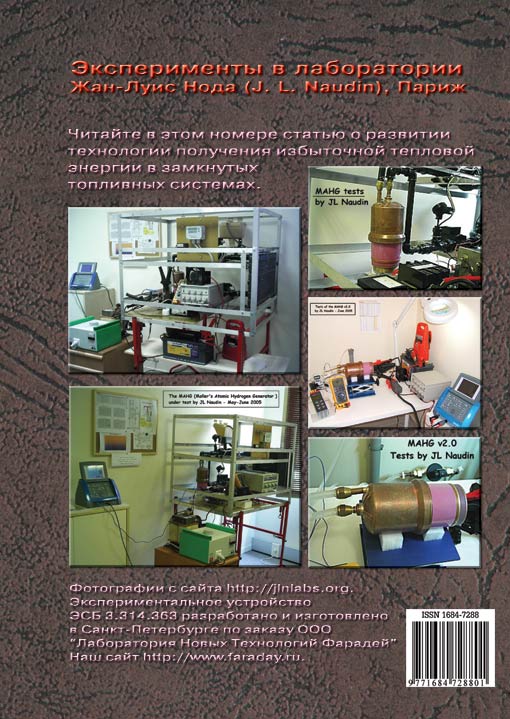 Эксперименты в лаборатории
Жан-Луис Нода (J. L. Naudin), Париж
Читайте в этом номере статью о развитии
технологии получения избыточной тепловой
энергии в замкнутых
топливных системах.
MAHG tests
by JL Naudin
Tests of the MAHG v2.0
by JL Naudin - June 2005
The MAHG (Moller's Atomic Hydrogen Generator )
under test by JL Naudin - May-June 2005
MAHG v2.0
Tests by JL Naudin
Фотографии с сайта http://jlnlabs.org.
Экспериментальное устройство
ЭСБ 3.314.363 разработано и изготовлено
в Санкт-Петербурге по заказу ООО
"Лаборатория Новых Технологий Фарадей"
Наш сайт http://www.faraday.ru.
ISSN 1684-7288
9 771684 728801